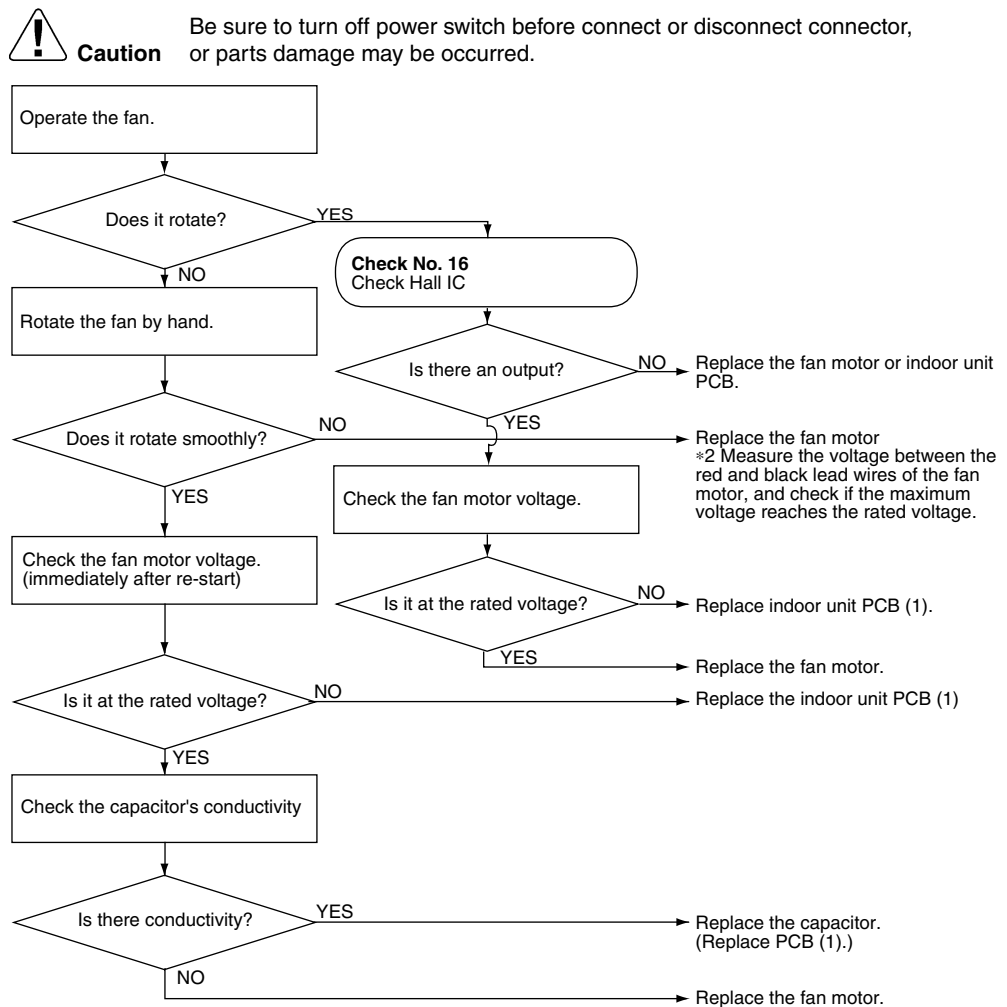 Be sure to turn off power switch before connect or disconnect connector,
Caution or parts damage may be occurred.
Operate the fan.
Does it rotate?
YES
NO
Check No. 16
Check Hall IC
Rotate the fan by hand.
Is there an output?
NO
Replace the fan motor or indoor unit
PCB.
YES
Does it rotate smoothly?
NO
Replace the fan motor
*2 Measure the voltage between the
red and black lead wires of the fan
motor, and check if the maximum
voltage reaches the rated voltage.
YES
Check the fan motor voltage.
Check the fan motor voltage.
(immediately after re-start)
Is it at the rated voltage?
NO
Replace indoor unit PCB (1).
YES
Replace the fan motor.
Is it at the rated voltage?
NO
Replace the indoor unit PCB (1)
YES
Check the capacitor's conductivity
Is there conductivity?
YES
Replace the capacitor.
(Replace PCB (1).)
NO
Replace the fan motor.